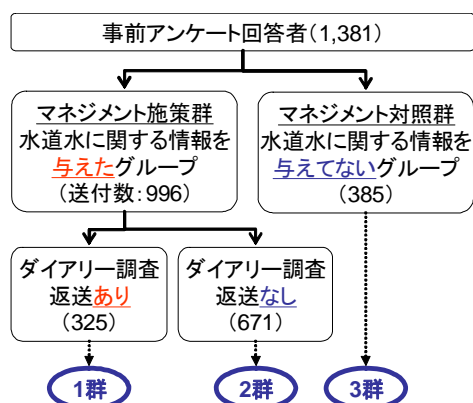 事前アンケート回答者(1,381)
マネジメント施策群
水道水に関する情報を
与えたグループ
(送付数:996)
マネジメント対照群
水道水に関する情報を
与えてないグループ
(385)
ダイアリー調査
返送あり
(325)
ダイアリー調査
返送なし
(671)
1群
2群
3群